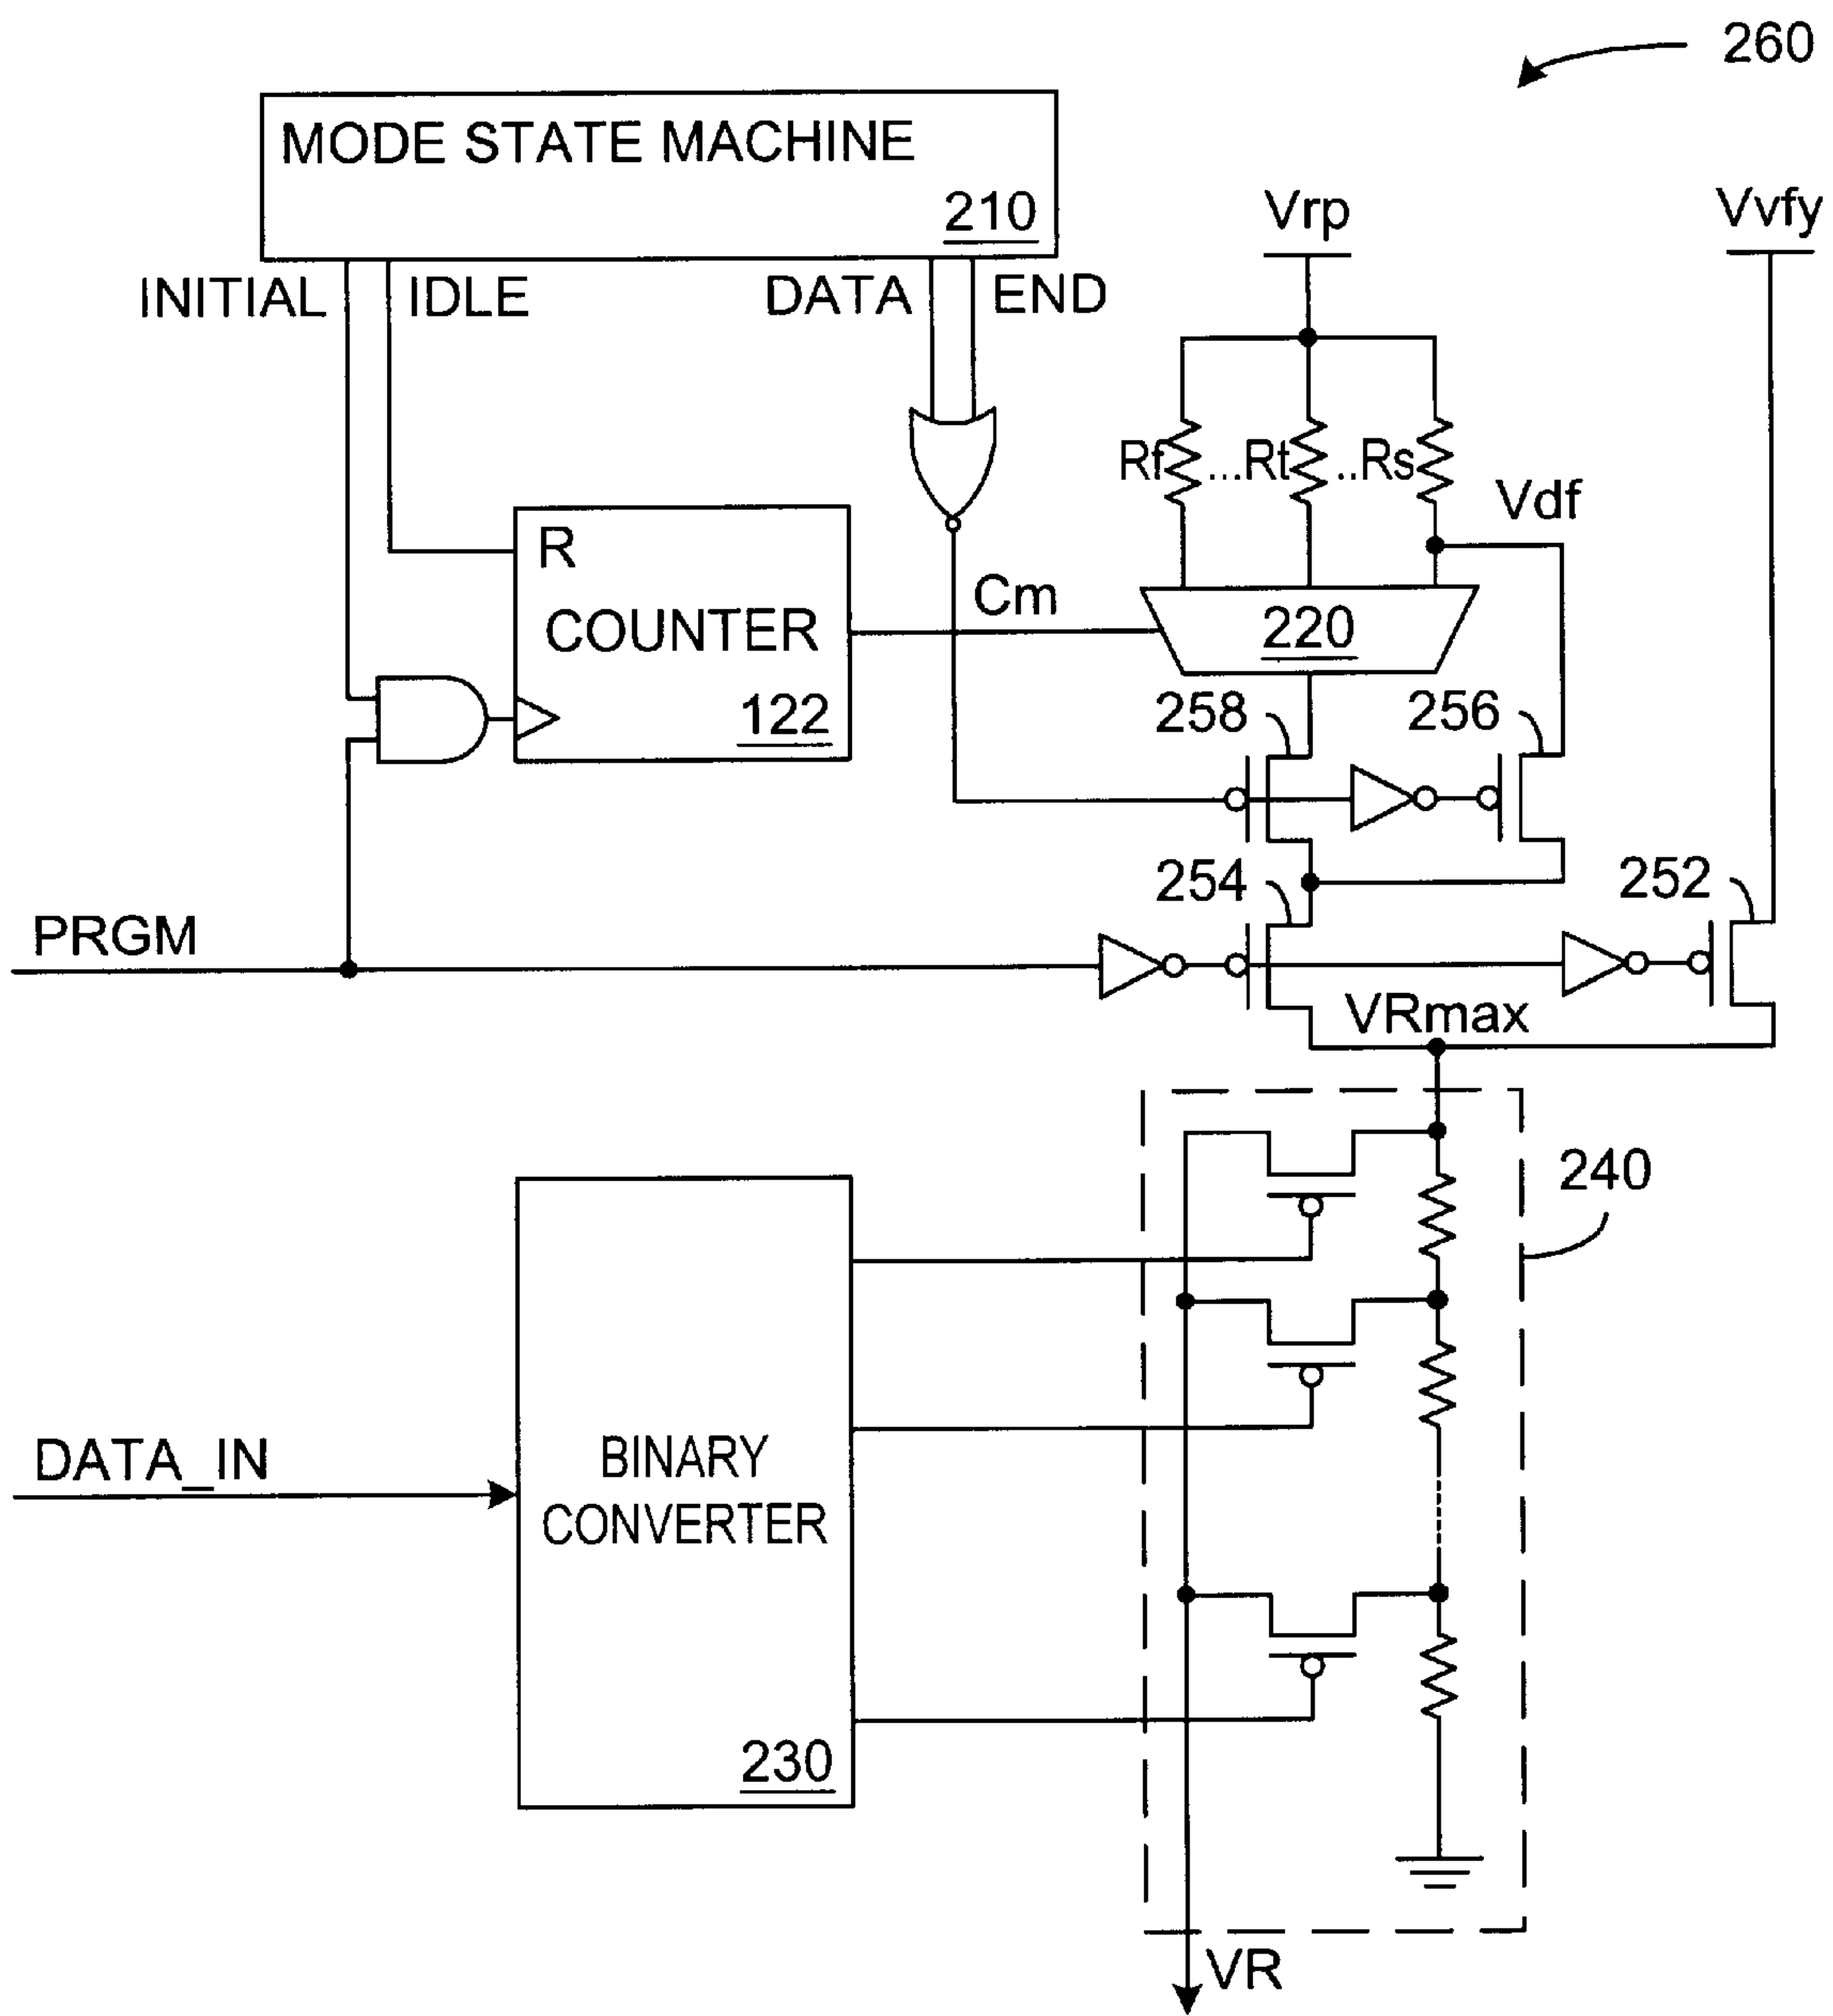 260
MODE STATE MACHINE
210
Vrp
Vvfy
INITIAL
IDLE
DATA
END
Rf
...Rt
..Rs
Vdf
R
COUNTER
122
Cm
220
258
256
254
252
PRGM
VRmax
240
DATA_IN
BINARY
CONVERTER
230
VR